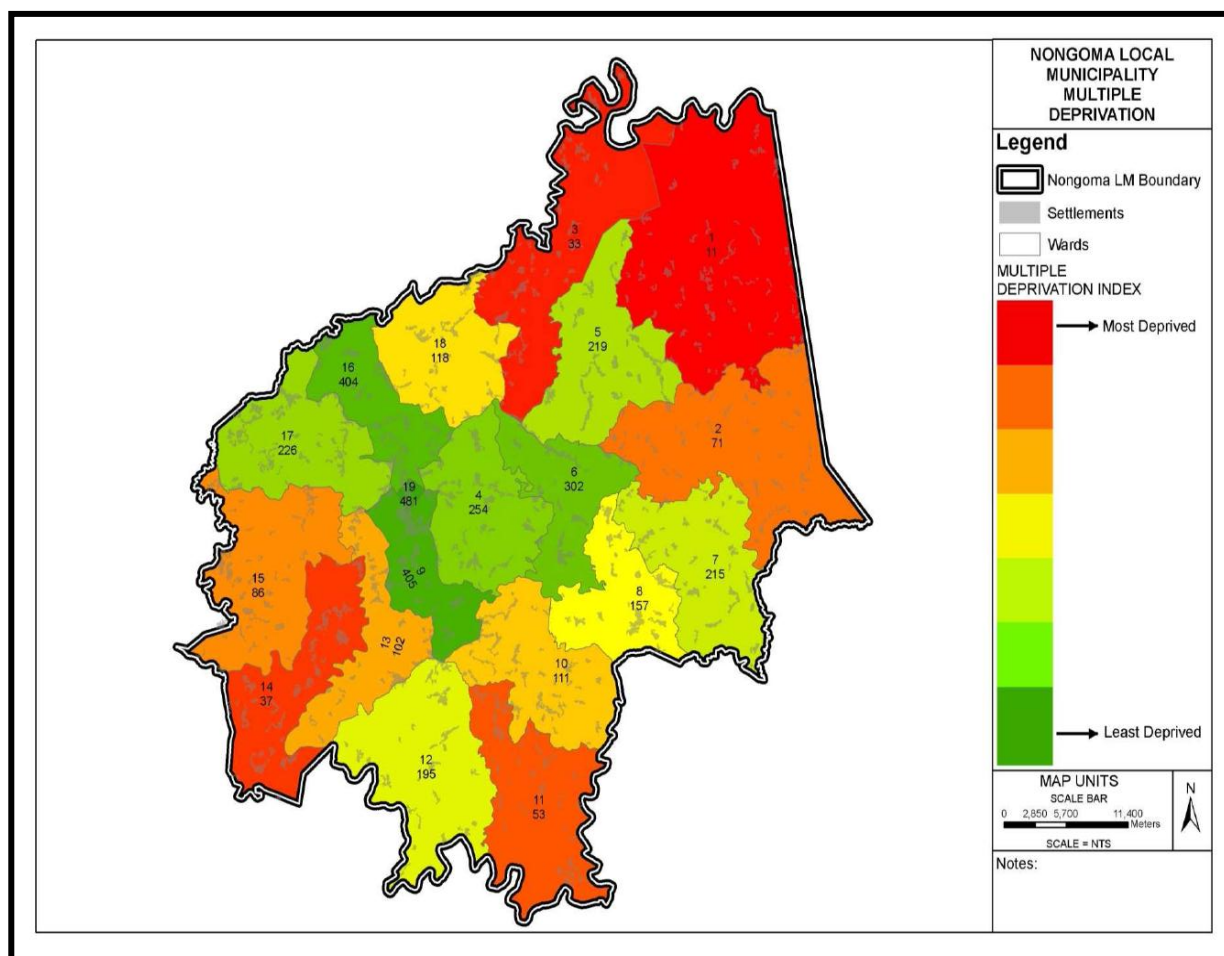 NONGOMA LOCAL
MUNICIPALITY
MULTIPLE
DEPRIVATION
Legend
Nongoma LM Boundary
Settlements
Wards
MULTIPLE
DEPRIVATION INDEX
Most Deprived
Least Deprived
MAP UNITS
SCALE BAR
0 2,850 5,700 11,400
Meters
SCALE = NTS
N
Notes:
3
33
1
11
5
219
18
118
16
404
17
226
2
71
6
302
19
481
4
254
7
215
9
405
15
86
8
157
13
102
10
111
14
37
12
195
11
53